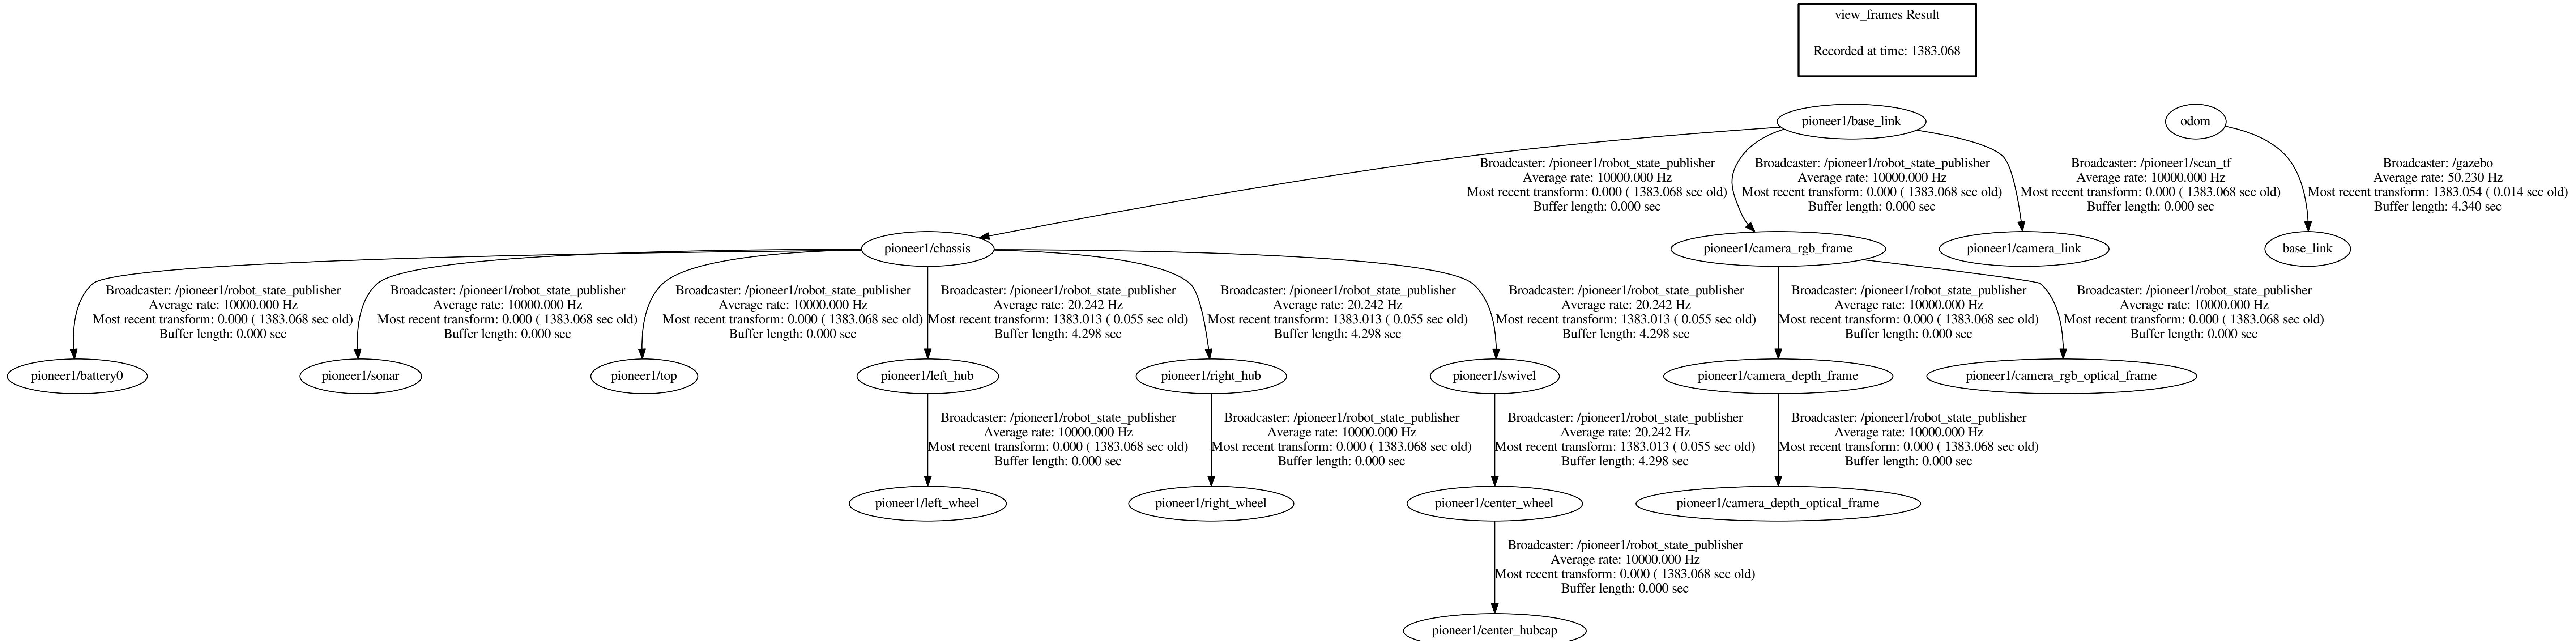 view_frames Result
Recorded at time: 1383.068
pioneer1/base_link
odom
Broadcaster: /pioneer1/robot_state_publisher
Average rate: 10000.000 Hz
Most recent transform: 0.000 ( 1383.068 sec old)
Buffer length: 0.000 sec
Broadcaster: /pioneer1/robot_state_publisher
Average rate: 10000.000 Hz
Most recent transform: 0.000 ( 1383.068 sec old)
Buffer length: 0.000 sec
Broadcaster: /pioneer1/scan_tf
Average rate: 10000.000 Hz
Most recent transform: 0.000 ( 1383.068 sec old)
Buffer length: 0.000 sec
Broadcaster: /gazebo
Average rate: 50.230 Hz
Most recent transform: 1383.054 ( 0.014 sec old)
Buffer length: 4.340 sec
pioneer1/chassis
pioneer1/camera_rgb_frame
pioneer1/camera_link
base_link
Broadcaster: /pioneer1/robot_state_publisher
Average rate: 10000.000 Hz
Most recent transform: 0.000 ( 1383.068 sec old)
Buffer length: 0.000 sec
Broadcaster: /pioneer1/robot_state_publisher
Average rate: 10000.000 Hz
Most recent transform: 0.000 ( 1383.068 sec old)
Buffer length: 0.000 sec
Broadcaster: /pioneer1/robot_state_publisher
Average rate: 10000.000 Hz
Most recent transform: 0.000 ( 1383.068 sec old)
Buffer length: 0.000 sec
Broadcaster: /pioneer1/robot_state_publisher
Average rate: 20.242 Hz
Most recent transform: 1383.013 ( 0.055 sec old)
Buffer length: 4.298 sec
Broadcaster: /pioneer1/robot_state_publisher
Average rate: 20.242 Hz
Most recent transform: 1383.013 ( 0.055 sec old)
Buffer length: 4.298 sec
Broadcaster: /pioneer1/robot_state_publisher
Average rate: 20.242 Hz
Most recent transform: 1383.013 ( 0.055 sec old)
Buffer length: 4.298 sec
Broadcaster: /pioneer1/robot_state_publisher
Average rate: 10000.000 Hz
Most recent transform: 0.000 ( 1383.068 sec old)
Buffer length: 0.000 sec
Broadcaster: /pioneer1/robot_state_publisher
Average rate: 10000.000 Hz
Most recent transform: 0.000 ( 1383.068 sec old)
Buffer length: 0.000 sec
pioneer1/battery0
pioneer1/sonar
pioneer1/top
pioneer1/left_hub
pioneer1/right_hub
pioneer1/swivel
pioneer1/camera_depth_frame
pioneer1/camera_rgb_optical_frame
Broadcaster: /pioneer1/robot_state_publisher
Average rate: 10000.000 Hz
Most recent transform: 0.000 ( 1383.068 sec old)
Buffer length: 0.000 sec
Broadcaster: /pioneer1/robot_state_publisher
Average rate: 10000.000 Hz
Most recent transform: 0.000 ( 1383.068 sec old)
Buffer length: 0.000 sec
Broadcaster: /pioneer1/robot_state_publisher
Average rate: 20.242 Hz
Most recent transform: 1383.013 ( 0.055 sec old)
Buffer length: 4.298 sec
Broadcaster: /pioneer1/robot_state_publisher
Average rate: 10000.000 Hz
Most recent transform: 0.000 ( 1383.068 sec old)
Buffer length: 0.000 sec
pioneer1/left_wheel
pioneer1/right_wheel
pioneer1/center_wheel
pioneer1/camera_depth_optical_frame
Broadcaster: /pioneer1/robot_state_publisher
Average rate: 10000.000 Hz
Most recent transform: 0.000 ( 1383.068 sec old)
Buffer length: 0.000 sec
pioneer1/center_hubcap